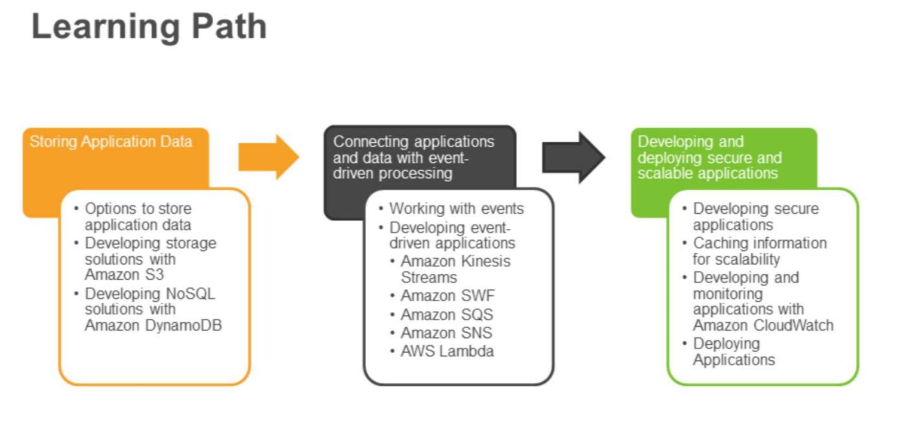 Learning Path
Storing Application Data
• Options to store
application data
• Developing storage
solutions with
Amazon S3
• Developing NoSQL
solutions with
Amazon DynamoDB
Connecting applications
and data with event-
driven processing
• Working with events
• Developing event-
driven applications
• Amazon Kinesis
Streams
• Amazon SWF
• Amazon SQS
• Amazon SNS
• AWS Lambda
Developing and
deploying secure and
scalable applications
• Developing secure
applications
• Caching information
for scalability
• Developing and
monitoring
applications with
Amazon CloudWatch
• Deploying
Applications